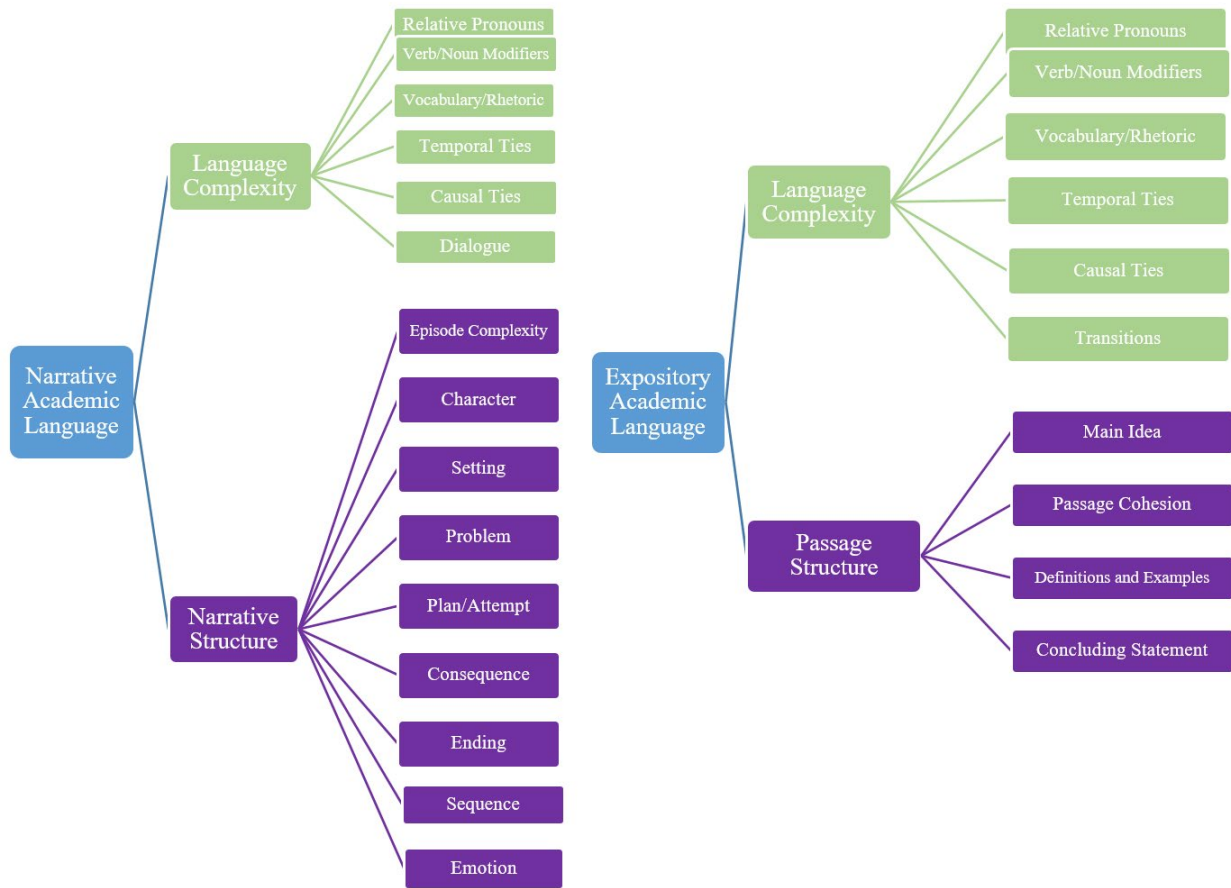 Narrative
Academic
Language
Language
Complexity
Relative Pronouns
Verb/Noun Modifiers
Vocabulary/Rhetoric
Temporal Ties
Causal Ties
Dialogue
Narrative
Structure
Episode Complexity
Character
Setting
Problem
Plan/Attempt
Consequence
Ending
Sequence
Emotion
Expository
Academic
Language
Language
Complexity
Relative Pronouns
Verb/Noun Modifiers
Vocabulary/Rhetoric
Temporal Ties
Causal Ties
Transitions
Passage
Structure
Main Idea
Passage Cohesion
Definitions and Examples
Concluding Statement